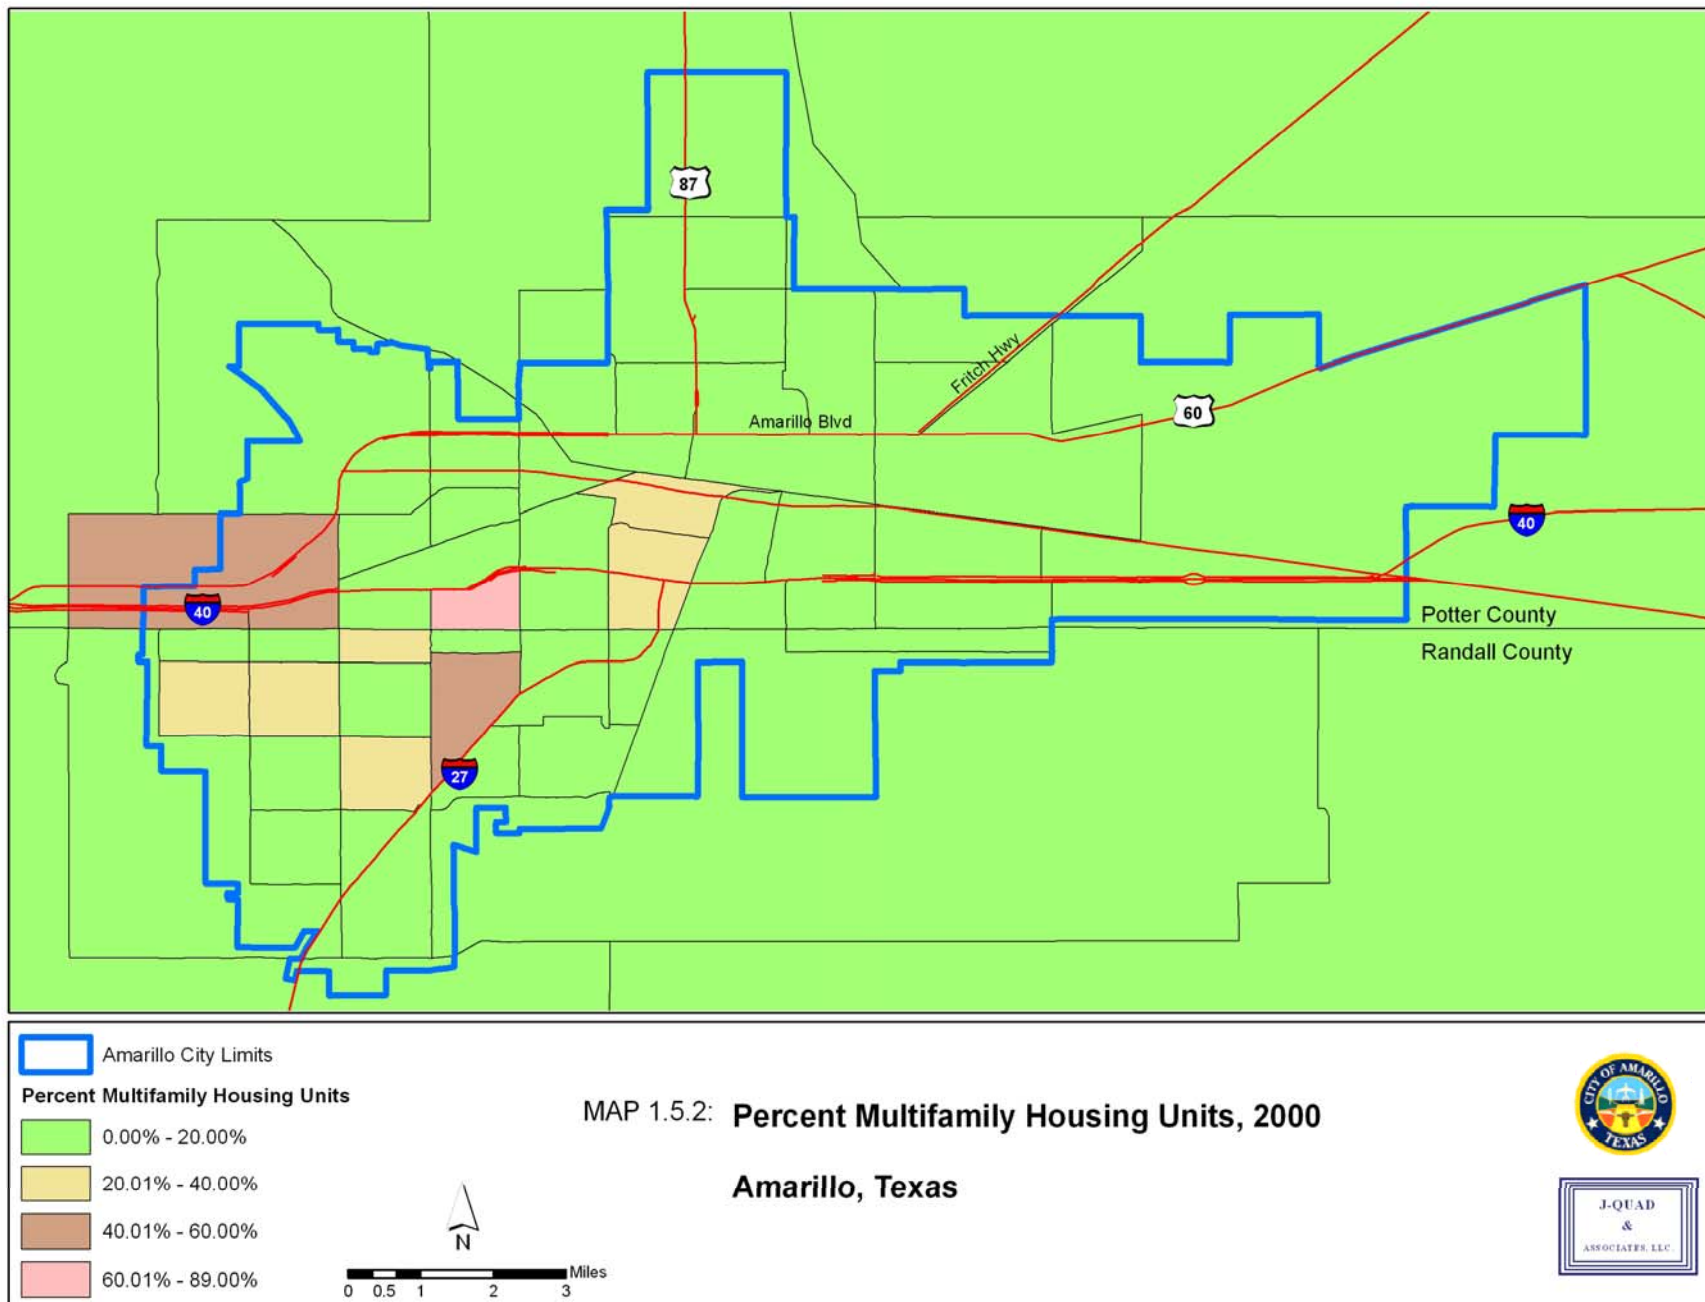 87
Fritch Hwy
60
Amarillo Blvd
40
40
Potter County
Randall County
27
Amarillo City Limits
Percent Multifamily Housing Units
0.00% - 20.00%
20.01% - 40.00%
40.01% - 60.00%
60.01% - 89.00%
N
Miles
0 0.5 1 2 3
MAP 1.5.2: Percent Multifamily Housing Units, 2000
Amarillo, Texas
CITY OF AMARILLO
TEXAS
J-QUAD
&
ASSOCIATES, LLC.